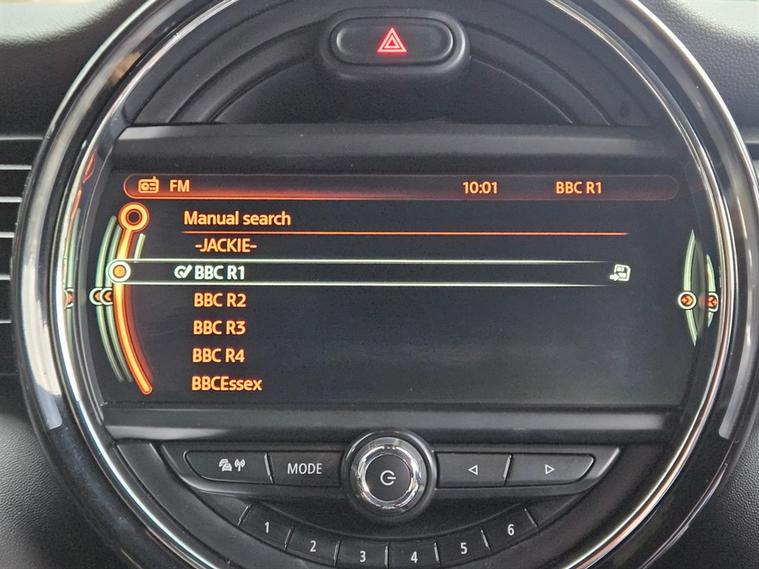 FM 10:01 BBC R1
Manual search
-JACKIE-
BBC R1
BBC R2
BBC R3
BBC R4
BBCEssex
MODE
1 2 3 4 5 6